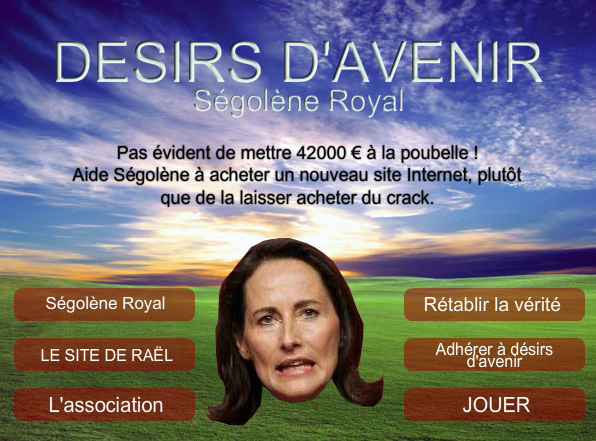 DESIRS D'AVENIR
Ségolène Royal
Pas évident de mettre 42000 € à la poubelle !
Aide Ségolène à acheter un nouveau site Internet, plutôt
que de la laisser acheter du crack.
Ségolène Royal
Rétablir la vérité
LE SITE DE RAËL
Adhérer à désirs
d'avenir
L'association
JOUER